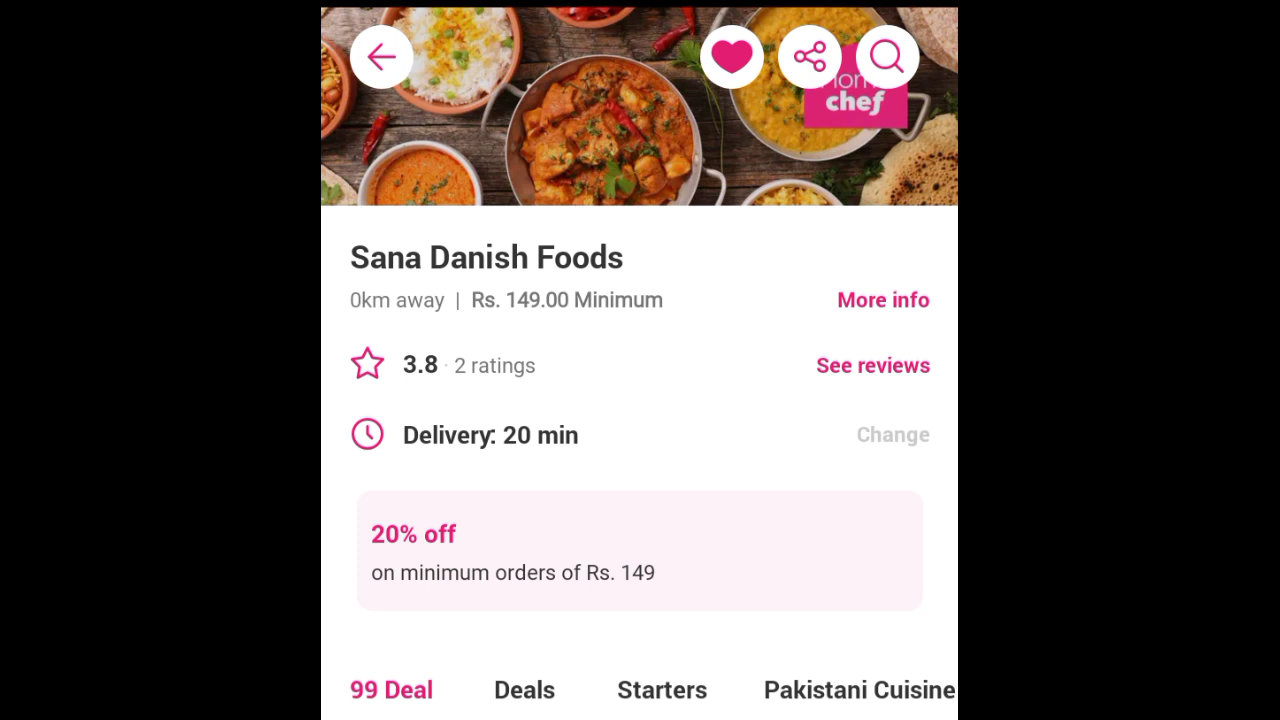 chef
Sana Danish Foods
0km away | Rs. 149.00 Minimum
More info
3.8 · 2 ratings
See reviews
Delivery: 20 min
Change
20% off
on minimum orders of Rs. 149
99 Deal Deals Starters Pakistani Cuisine